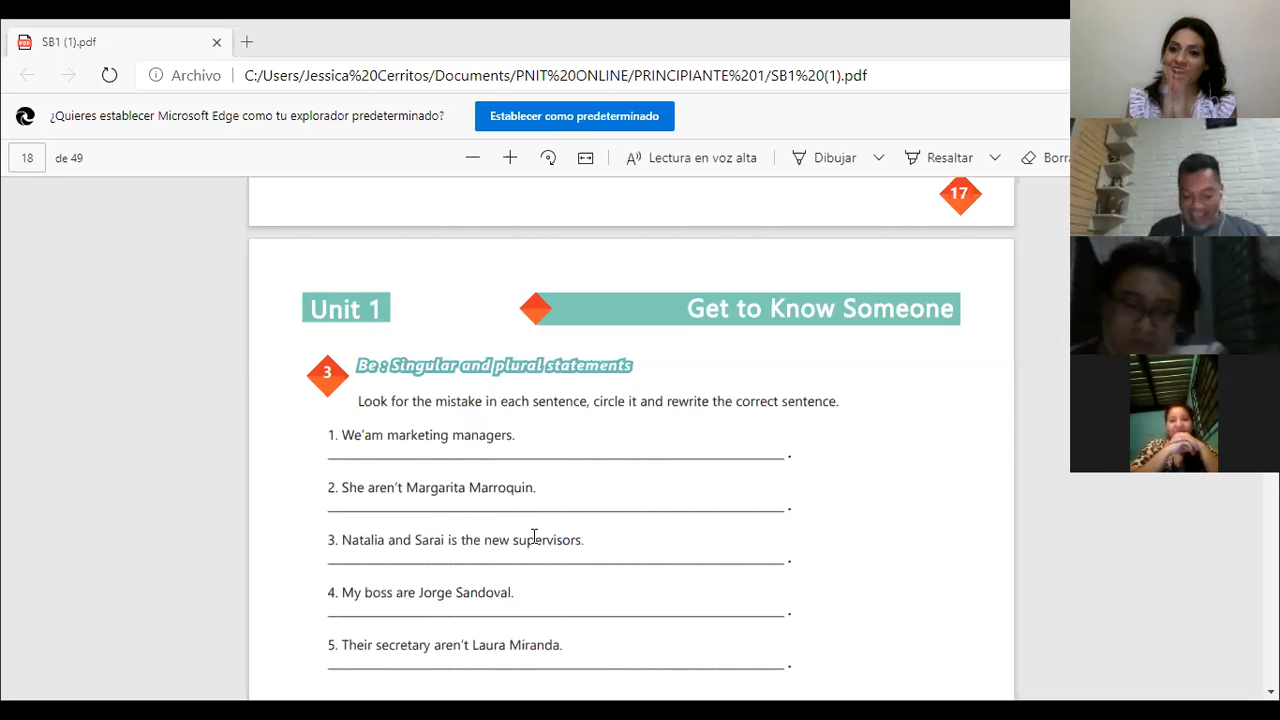 SB1 (1).pdf
Archivo
C:/Users/Jessica%20Cerritos/Documents/PNIT%20ONLINE/PRINCIPIANTE%201/SB1%20(1).pdf
¿Quieres establecer Microsoft Edge como tu explorador predeterminado?
Establecer como predeterminado
18 de 49
Lectura en voz alta
Dibujar
Resaltar
Borra
17
Unit 1
Get to Know Someone
3
Be : Singular and plural statements
Look for the mistake in each sentence, circle it and rewrite the correct sentence.
1. We'am marketing managers.
2. She aren't Margarita Marroquin.
3. Natalia and Sarai is the new supervisors.
4. My boss are Jorge Sandoval.
5. Their secretary aren't Laura Miranda.